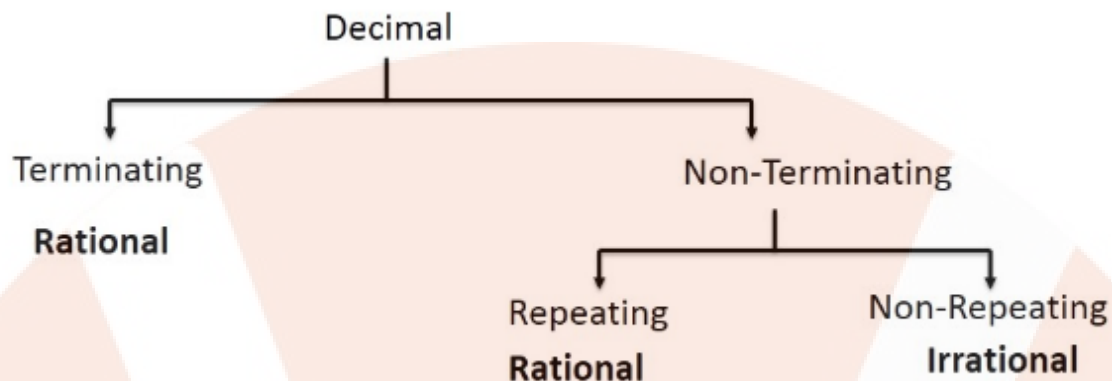 Decimal
Terminating
Non-Terminating
Rational
Repeating
Non-Repeating
Rational
Irrational